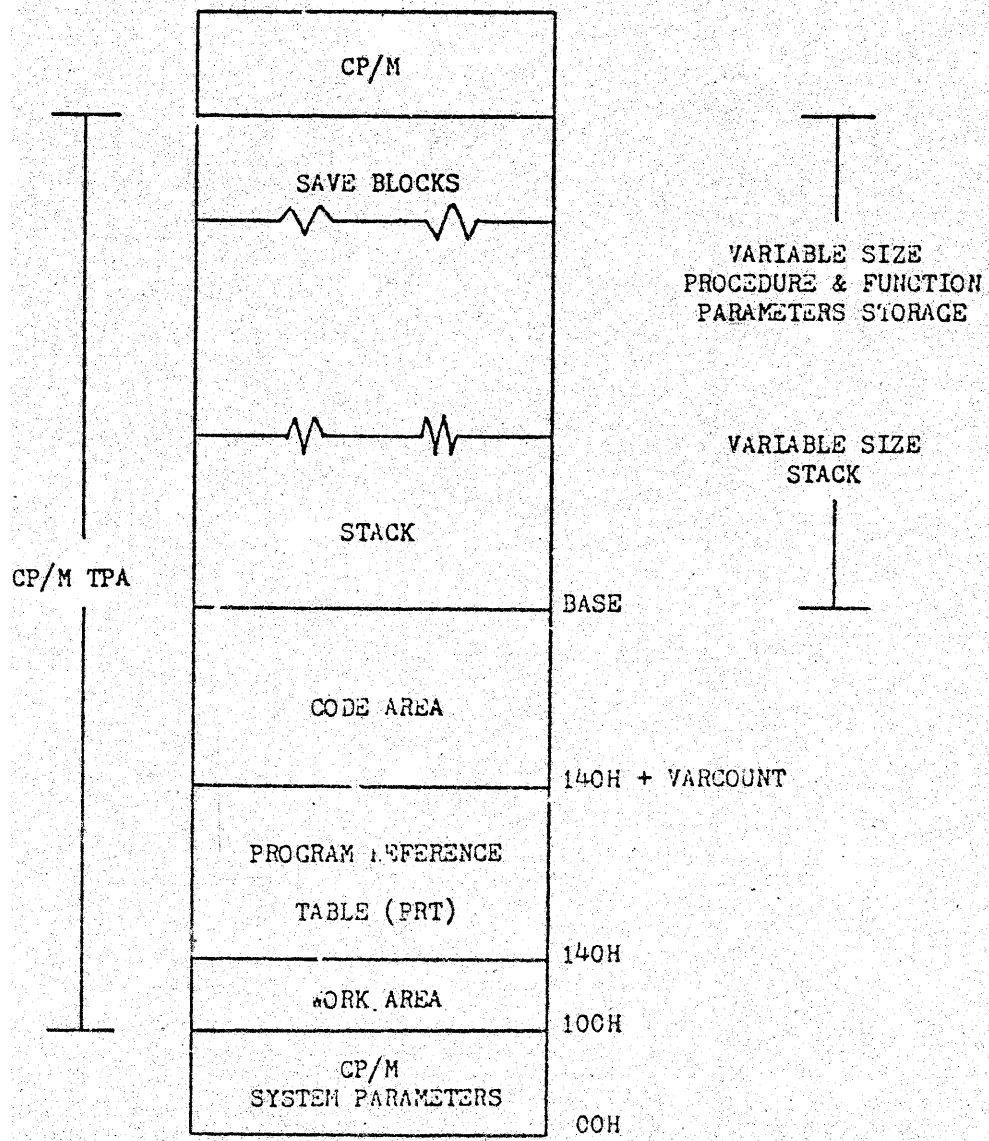 CP/M
SAVE BLOCKS
VARIABLE SIZE
PROCEDURE & FUNCTION
PARAMETERS STORAGE
VARIABLE SIZE
STACK
STACK
CP/M TPA
BASE
CODE AREA
140H + VARCOUNT
PROGRAM REFERENCE
TABLE (PRT)
140H
WORK AREA
100H
CP/M
SYSTEM PARAMETERS
00H